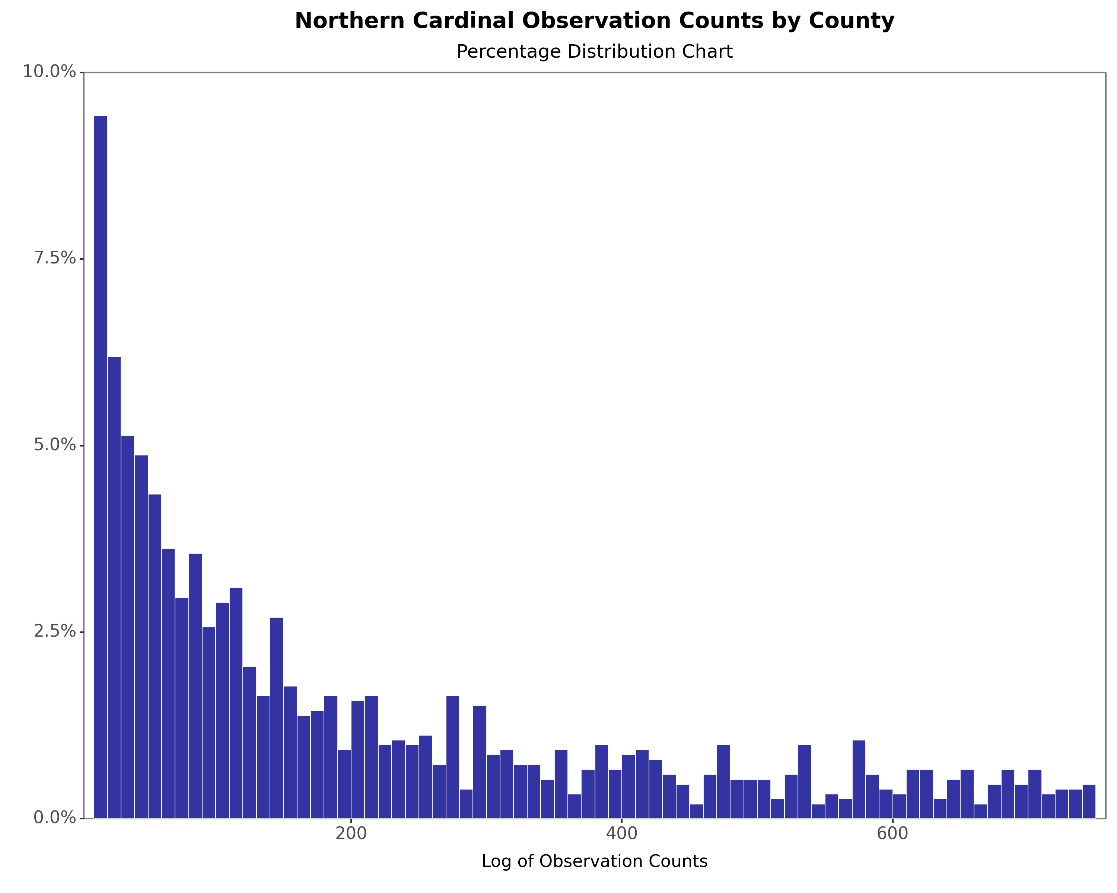 Northern Cardinal Observation Counts by County
Percentage Distribution Chart
10.0%
7.5%
5.0%
2.5%
0.0%
200 400 600
Log of Observation Counts